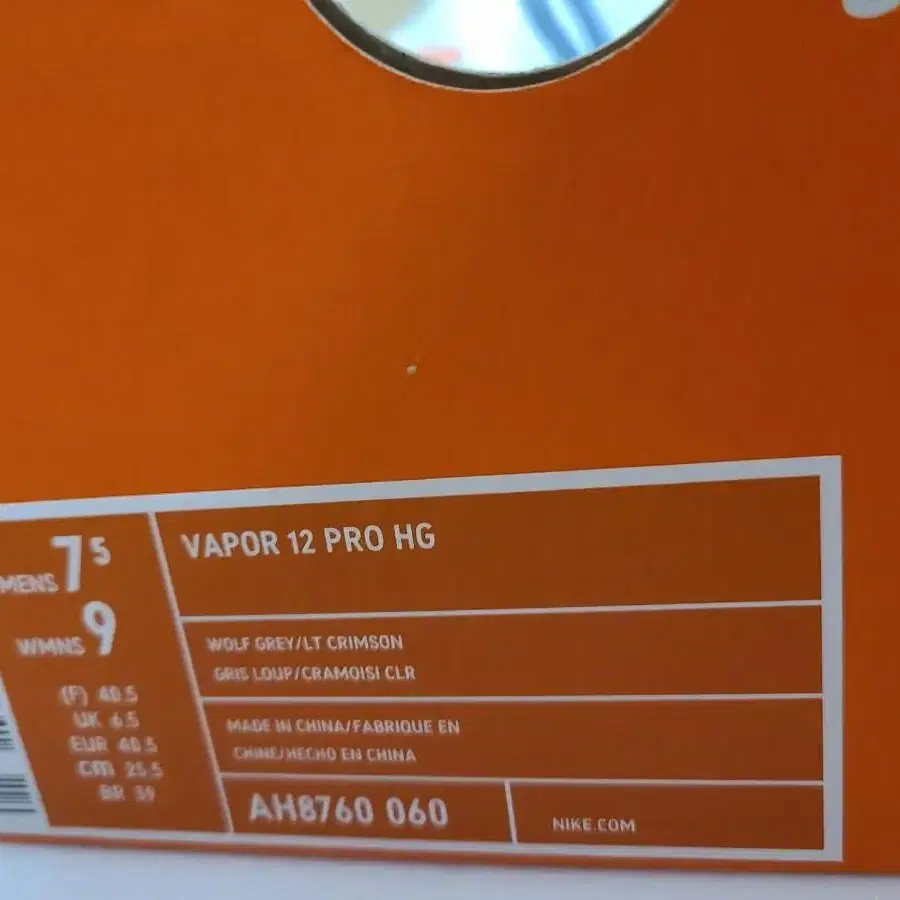 MENS 7 5
WMNS 9
(F) 40.5
UK 6.5
EUR 40.5
cm 25.5
BR 39
VAPOR 12 PRO HG
WOLF GREY/LT CRIMSON
GRIS LOUP/CRAMOISI CLR
MADE IN CHINA/FABRIQUE EN
CHINE/HECHO EN CHINA
AH8760 060
NIKE.COM